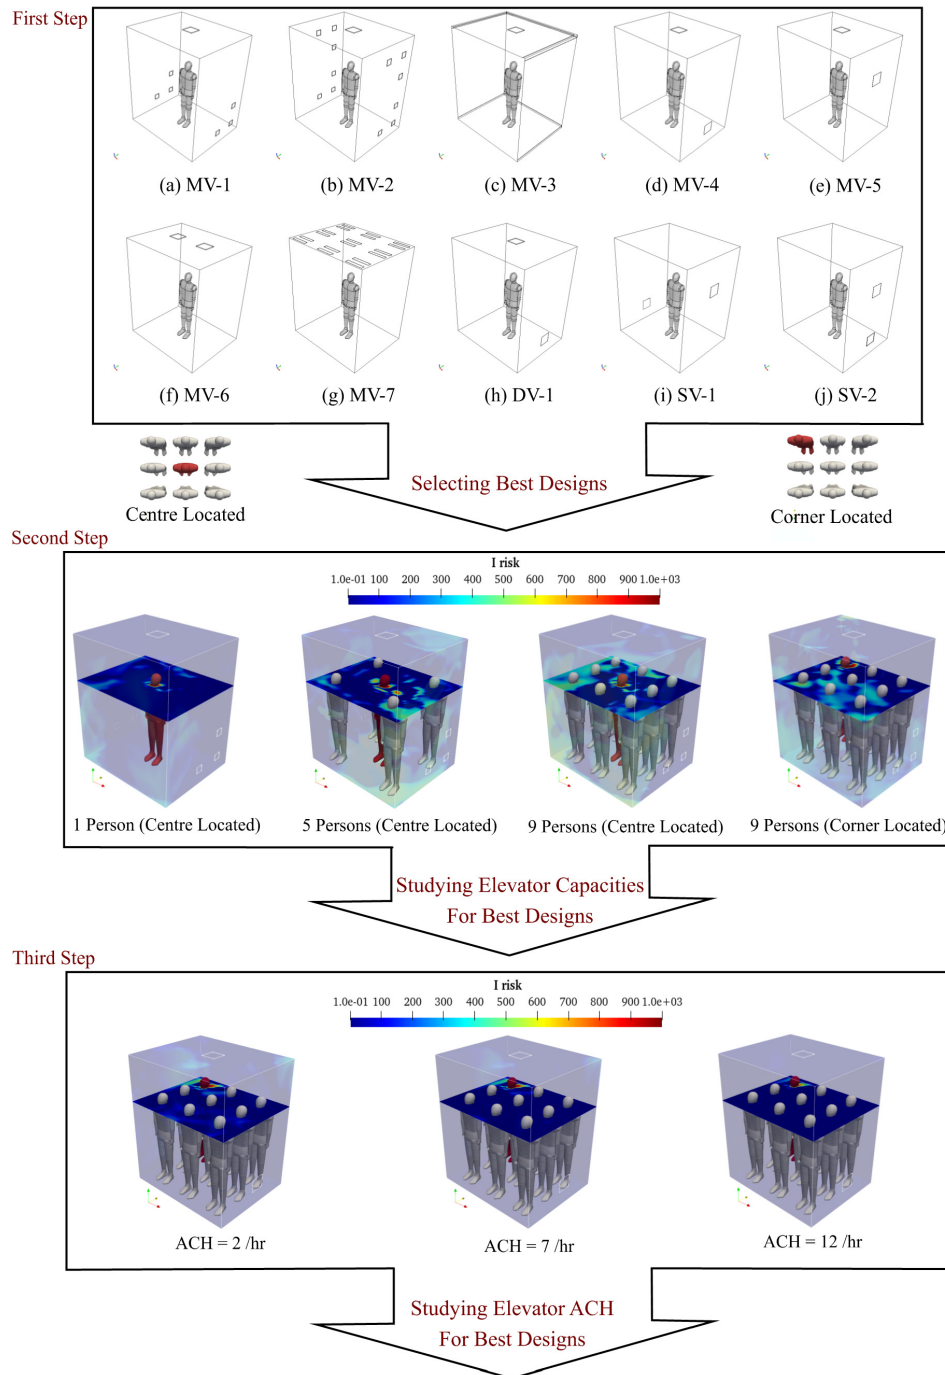 First Step
(a) MV-1
(b) MV-2
(c) MV-3
(d) MV-4
(e) MV-5
(f) MV-6
(g) MV-7
(h) DV-1
(i) SV-1
(j) SV-2
Centre Located
Selecting Best Designs
Corner Located
Second Step
I risk
1.0e-01 100 200 300 400 500 600 700 800 900 1.0e+03
1 Person (Centre Located)
5 Persons (Centre Located)
9 Persons (Centre Located)
9 Persons (Corner Located)
Studying Elevator Capacities
For Best Designs
Third Step
I risk
1.0e-01 100 200 300 400 500 600 700 800 900 1.0e+03
ACH = 2 /hr
ACH = 7 /hr
ACH = 12 /hr
Studying Elevator ACH
For Best Designs